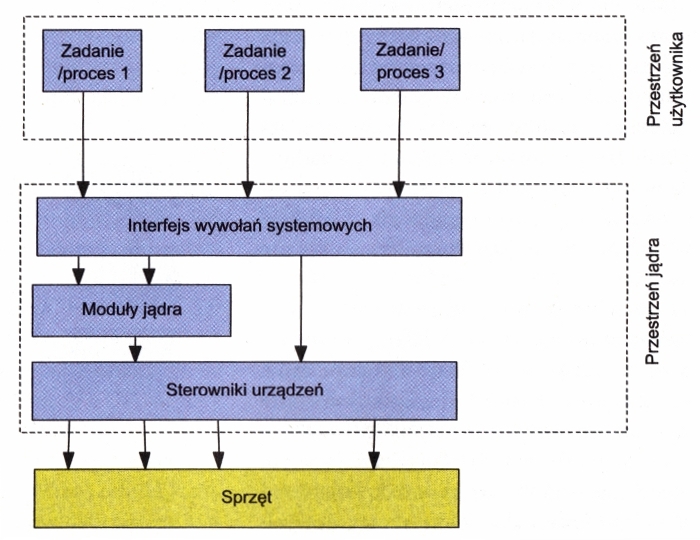 Zadanie
/proces 1
Zadanie
/proces 2
Zadanie/
proces 3
Przestrzeń
użytkownika
Interfejs wywołań systemowych
Moduły jądra
Przestrzeń jądra
Sterowniki urządzeń
Sprzęt